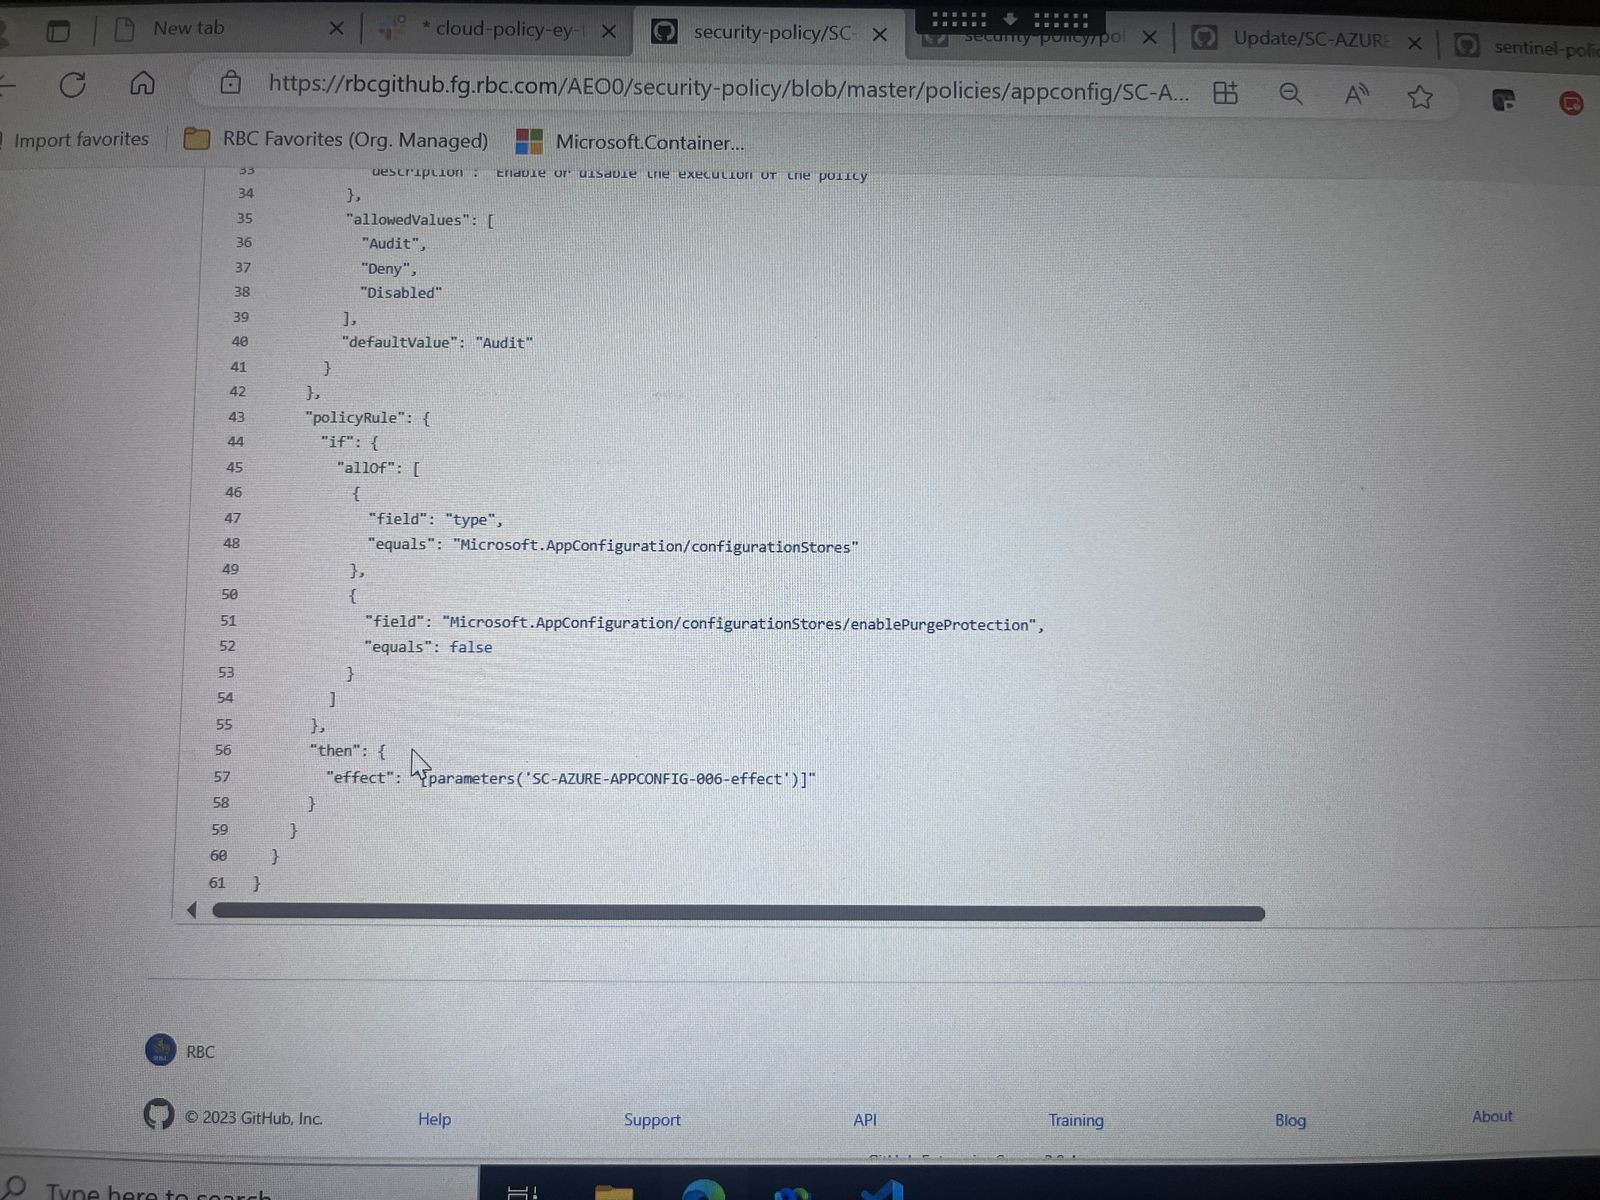 New tab
* cloud-policy-ey-
security-policy/SC-
security-policy/pol
Update/SC-AZURE
sentinel-poli
https://rbcgithub.fg.rbc.com/AEO0/security-policy/blob/master/policies/appconfig/SC-A...
Import favorites
RBC Favorites (Org. Managed)
Microsoft.Container...
33 description": "Enable or disable the execution of the policy
34 },
35 "allowedValues": [
36 "Audit",
37 "Deny",
38 "Disabled"
39 ],
40 "defaultValue": "Audit"
41 }
42 },
43 "policyRule": {
44 "if": {
45 "allOf": [
46 {
47 "field": "type",
48 "equals": "Microsoft.AppConfiguration/configurationStores"
49 },
50 {
51 "field": "Microsoft.AppConfiguration/configurationStores/enablePurgeProtection",
52 "equals": false
53 }
54 ]
55 },
56 "then": {
57 "effect": "[parameters('SC-AZURE-APPCONFIG-006-effect')]"
58 }
59 }
60 }
61 }
RBC
© 2023 GitHub, Inc.
Help
Support
API
Training
Blog
About
Type here to search